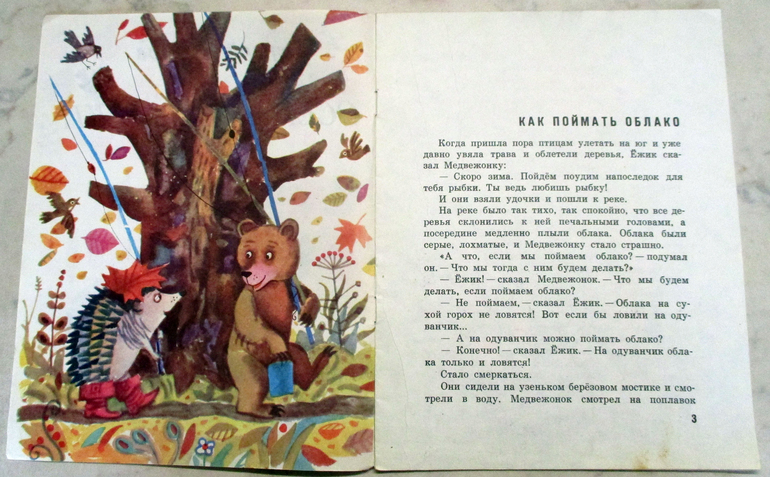 КАК ПОЙМАТЬ ОБЛАКО
Когда пришла пора птицам улетать на юг и уже
давно увяла трава и облетели деревья, Ёжик ска-
зал Медвежонку:
— Скоро зима. Пойдём поудим напоследок для
тебя рыбки. Ты ведь любишь рыбку!
И они взяли удочки и пошли к реке.
На реке было так тихо, так спокойно, что все де-
ревья склонились к ней печальными головами, а
посередине медленно плыли облака. Облака были
серые, лохматые, и Медвежонку стало страшно.
«А что, если мы поймаем облако? — подумал
он. — Что мы тогда с ним будем делать?»
— Ёжик! — сказал Медвежонок. — Что мы будем
делать, если поймаем облако?
— Не поймаем, — сказал Ёжик. — Облака на су-
хой горох не ловятся! Вот если бы ловили на оду-
ванчик...
— А на одуванчик можно поймать облако?
— Конечно! — сказал Ёжик. — На одуванчик обла-
ка только и ловятся!
Стало смеркаться.
Они сидели на узеньком берёзовом мостике и смо-
трели в воду. Медвежонок смотрел на поплавок
3